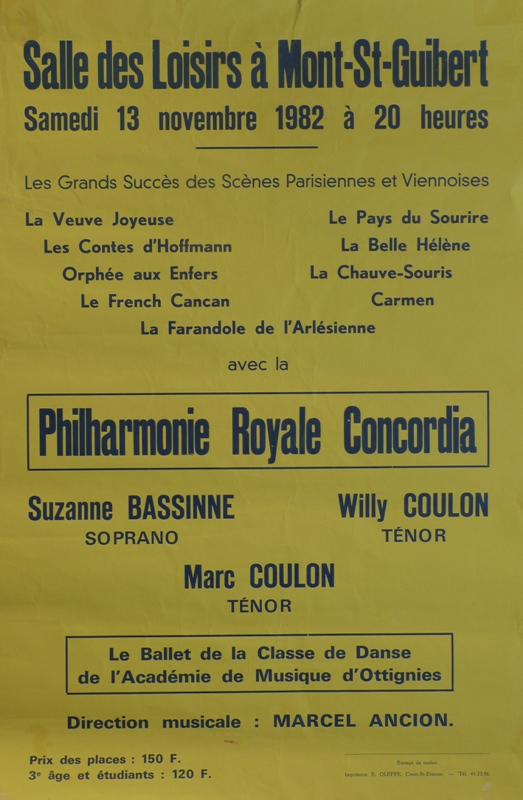 Salle des Loisirs à Mont-St-Guibert
Samedi 13 novembre 1982 à 20 heures
Les Grands Succès des Scènes Parisiennes et Viennoises
La Veuve Joyeuse Le Pays du Sourire
Les Contes d'Hoffmann La Belle Hélène
Orphée aux Enfers La Chauve-Souris
Le French Cancan Carmen
La Farandole de l'Arlésienne
avec la
Philharmonie Royale Concordia
Suzanne BASSINNE Willy COULON
SOPRANO TÉNOR
Marc COULON
TÉNOR
Le Ballet de la Classe de Danse
de l'Académie de Musique d'Ottignies
Direction musicale : MARCEL ANCION.
Prix des places : 150 F.
3e âge et étudiants : 120 F.
Exempt de timbre
Imprimerie E. OLEFFE, Court-St-Etienne. — Tél.